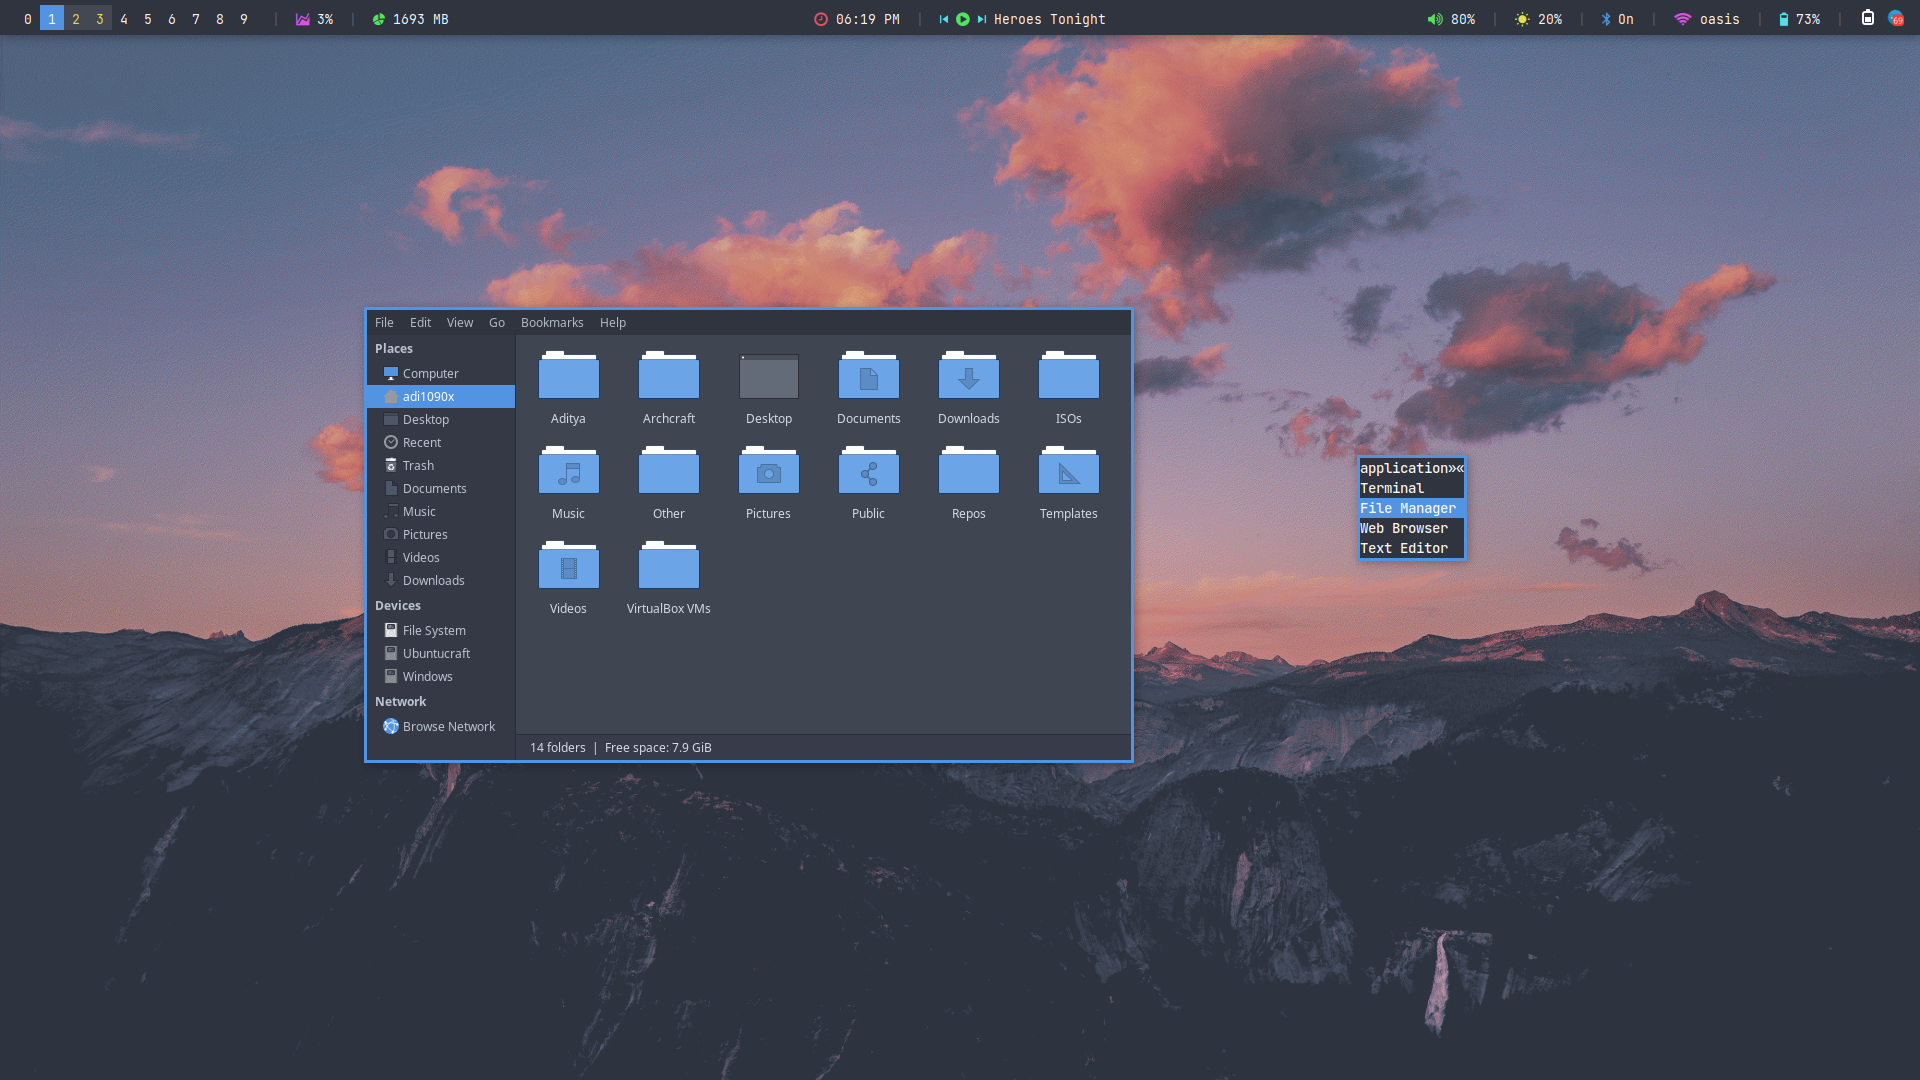 0 1 2 3 4 5 6 7 8 9 | 3% | 1693 MB
06:19 PM | Heroes Tonight
80% | 20% | On | oasis | 73% | 69
File Edit View Go Bookmarks Help
Places
Computer
adi1090x
Desktop
Recent
Trash
Documents
Music
Pictures
Videos
Downloads
Devices
File System
Ubuntucraft
Windows
Network
Browse Network
Aditya Archcraft Desktop Documents Downloads ISOs
Music Other Pictures Public Repos Templates
Videos VirtualBox VMs
14 folders | Free space: 7.9 GiB
application»«
Terminal
File Manager
Web Browser
Text Editor